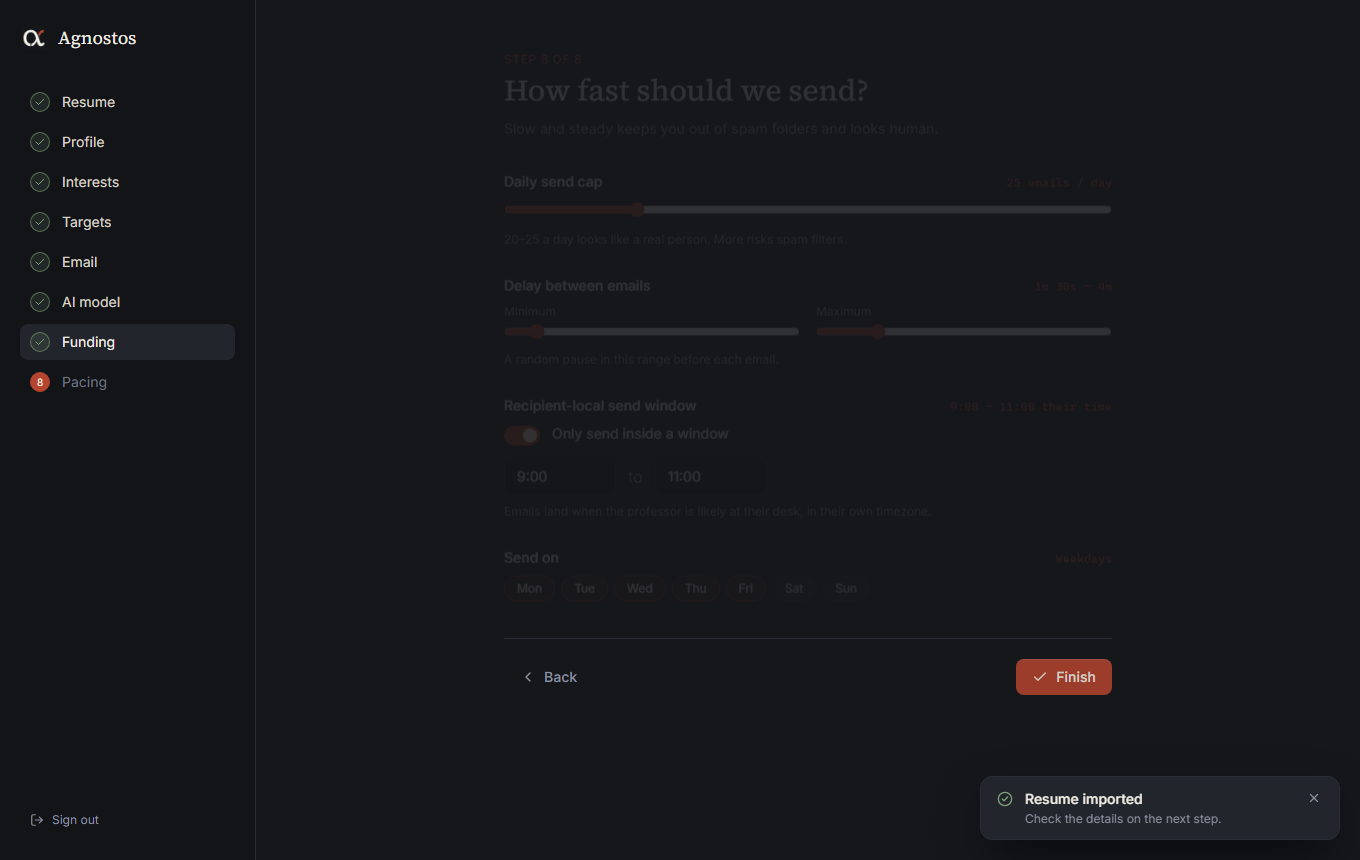 Agnostos
Resume
Profile
Interests
Targets
Email
AI model
Funding
8 Pacing
Sign out
STEP 8 OF 8
How fast should we send?
Slow and steady keeps you out of spam folders and looks human.
Daily send cap
25 emails / day
20–25 a day looks like a real person. More risks spam filters.
Delay between emails
Minimum
Maximum
A random pause in this range before each email.
Recipient-local send window
9:00 – 11:00 their time
Only send inside a window
9:00 to 11:00
Emails land when the professor is likely at their desk, in their own timezone.
Send on
Weekdays
Mon Tue Wed Thu Fri Sat Sun
Back
Finish
Resume imported
Check the details on the next step.